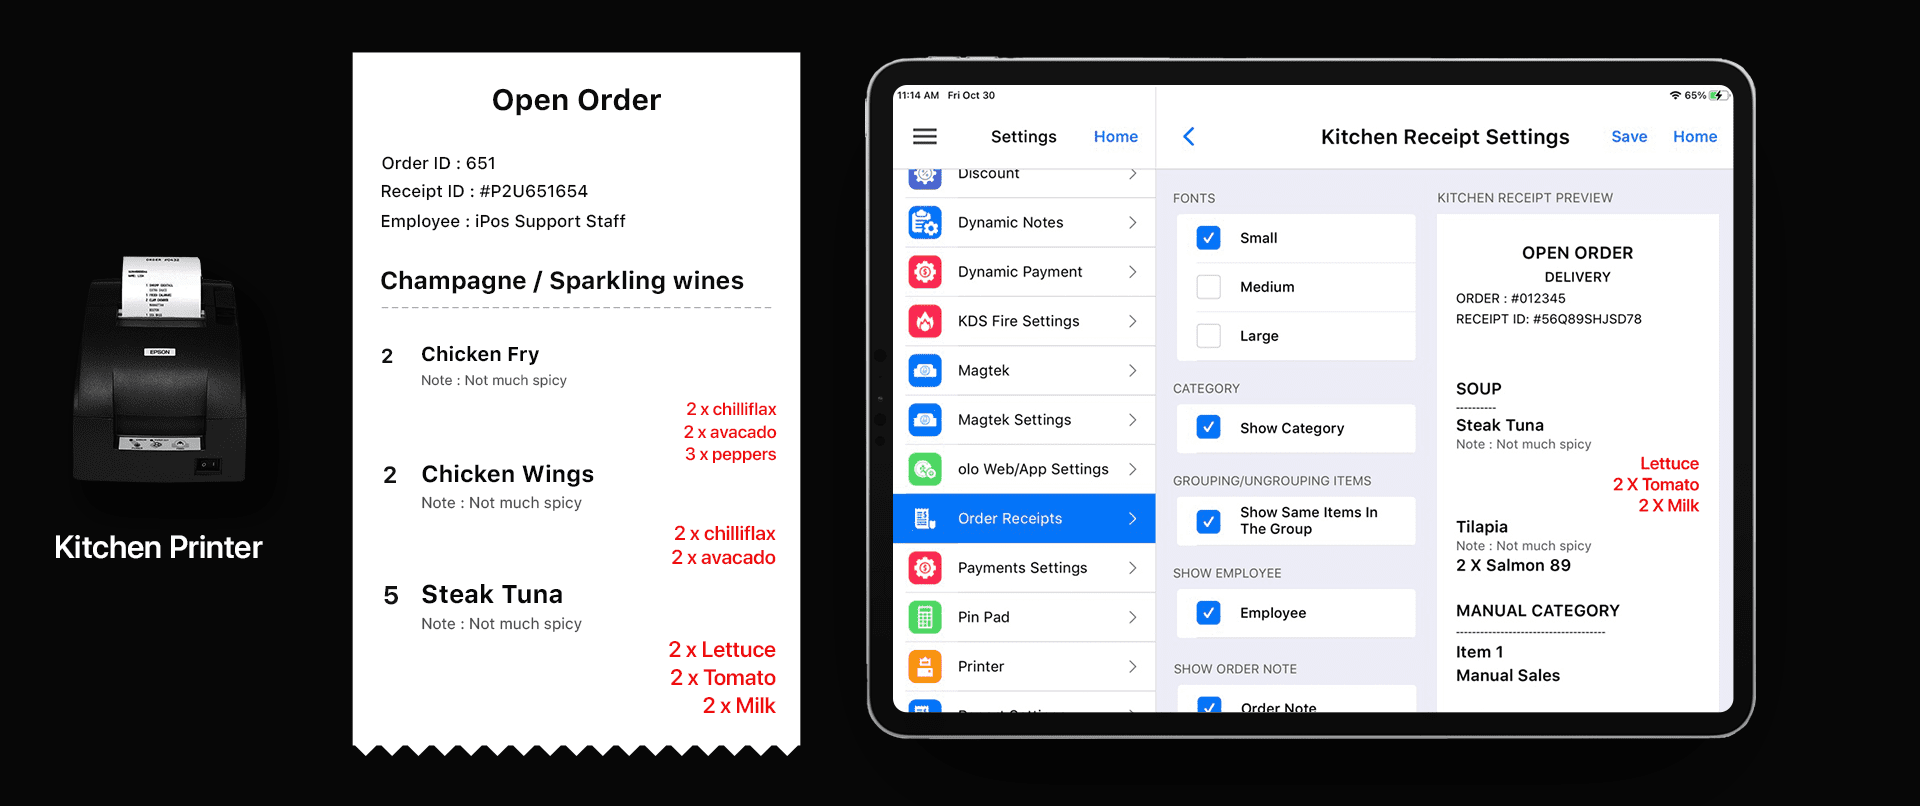 EPSON
Kitchen Printer
Open Order
Order ID : 651
Receipt ID : #P2U651654
Employee : iPos Support Staff
Champagne / Sparkling wines
2 Chicken Fry
Note : Not much spicy
2 x chilliflax
2 x avacado
3 x peppers
2 Chicken Wings
Note : Not much spicy
2 x chilliflax
2 x avacado
5 Steak Tuna
Note : Not much spicy
2 x Lettuce
2 x Tomato
2 x Milk
11:14 AM Fri Oct 30
65%
Settings Home
Discount
Dynamic Notes
Dynamic Payment
KDS Fire Settings
Magtek
Magtek Settings
olo Web/App Settings
Order Receipts
Payments Settings
Pin Pad
Printer
Kitchen Receipt Settings Save Home
FONTS
Small
Medium
Large
CATEGORY
Show Category
GROUPING/UNGROUPING ITEMS
Show Same Items In
The Group
SHOW EMPLOYEE
Employee
SHOW ORDER NOTE
Order Note
KITCHEN RECEIPT PREVIEW
OPEN ORDER
DELIVERY
ORDER : #012345
RECEIPT ID: #56Q89SHJSD78
SOUP
----------
Steak Tuna
Note : Not much spicy
Lettuce
2 X Tomato
2 X Milk
Tilapia
Note : Not much spicy
2 X Salmon 89
MANUAL CATEGORY
-------------------------------------
Item 1
Manual Sales